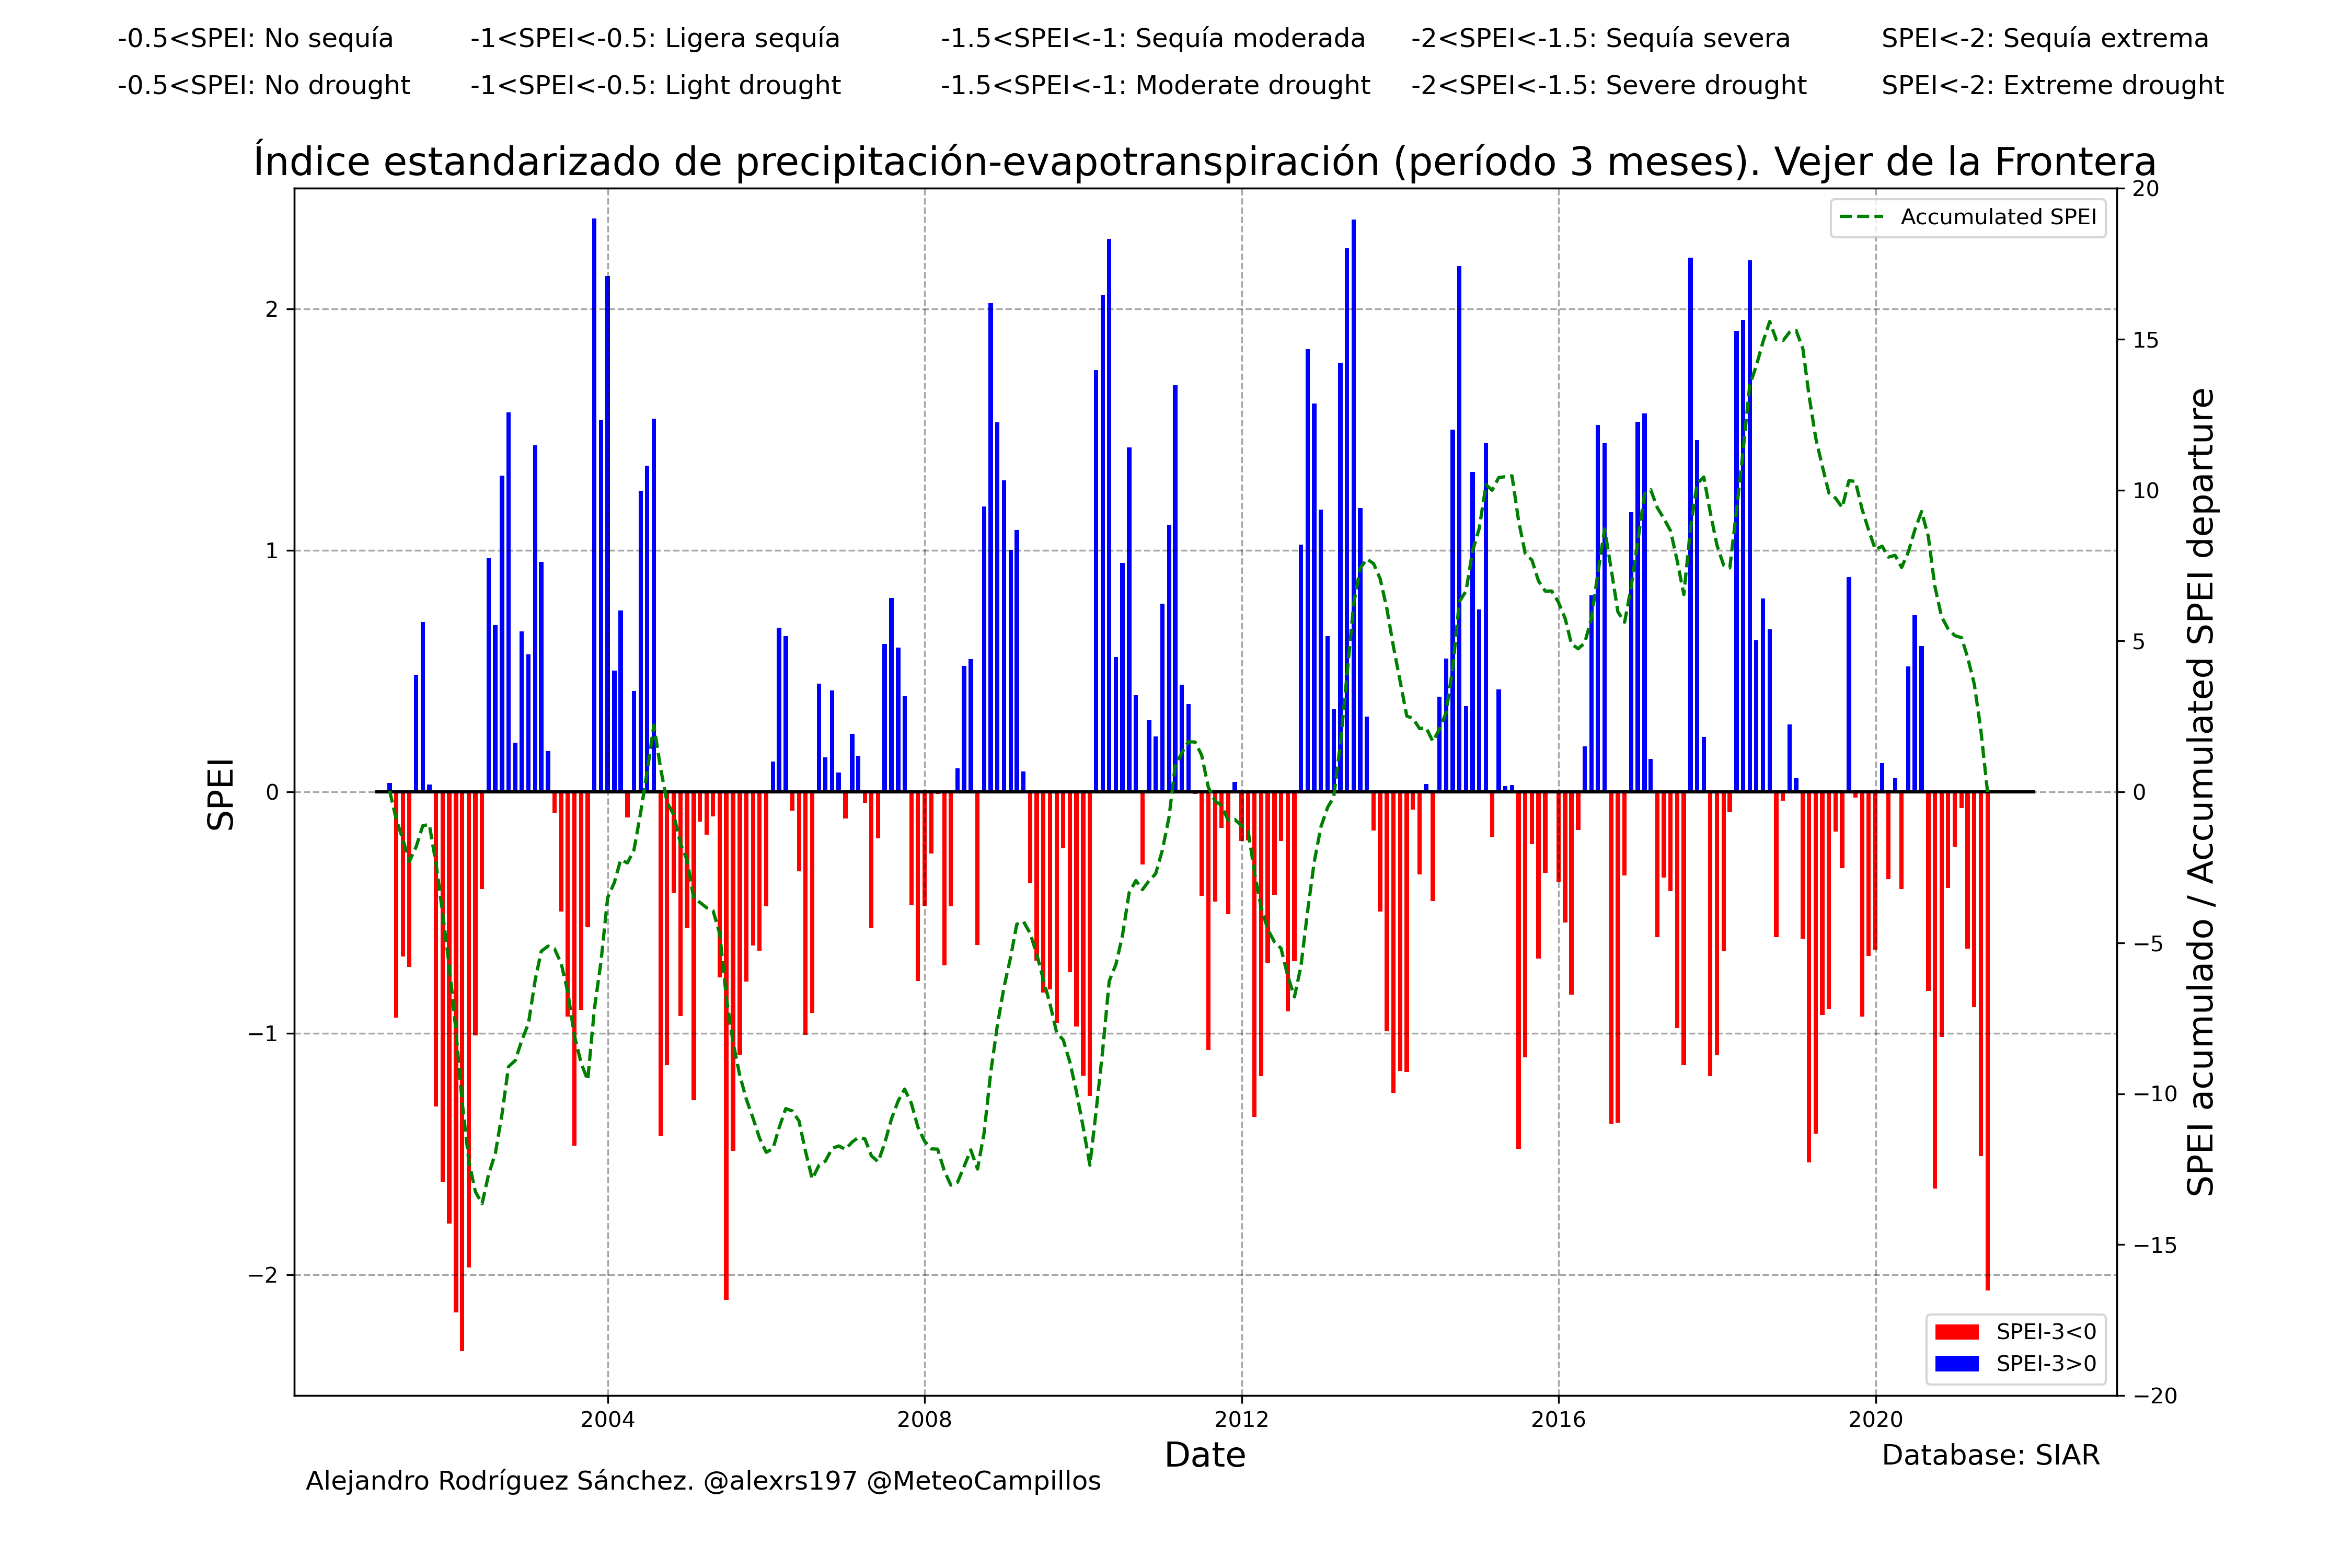 -0.5<SPEI: No sequía -1<SPEI<-0.5: Ligera sequía -1.5<SPEI<-1: Sequía moderada -2<SPEI<-1.5: Sequía severa SPEI<-2: Sequía extrema
-0.5<SPEI: No drought -1<SPEI<-0.5: Light drought -1.5<SPEI<-1: Moderate drought -2<SPEI<-1.5: Severe drought SPEI<-2: Extreme drought
Índice estandarizado de precipitación-evapotranspiración (período 3 meses). Vejer de la Frontera
Accumulated SPEI
SPEI
2
1
0
−1
−2
20
15
10
5
0
−5
−10
−15
−20
SPEI acumulado / Accumulated SPEI departure
SPEI-3<0
SPEI-3>0
2004 2008 2012 2016 2020
Date
Database: SIAR
Alejandro Rodríguez Sánchez. @alexrs197 @MeteoCampillos